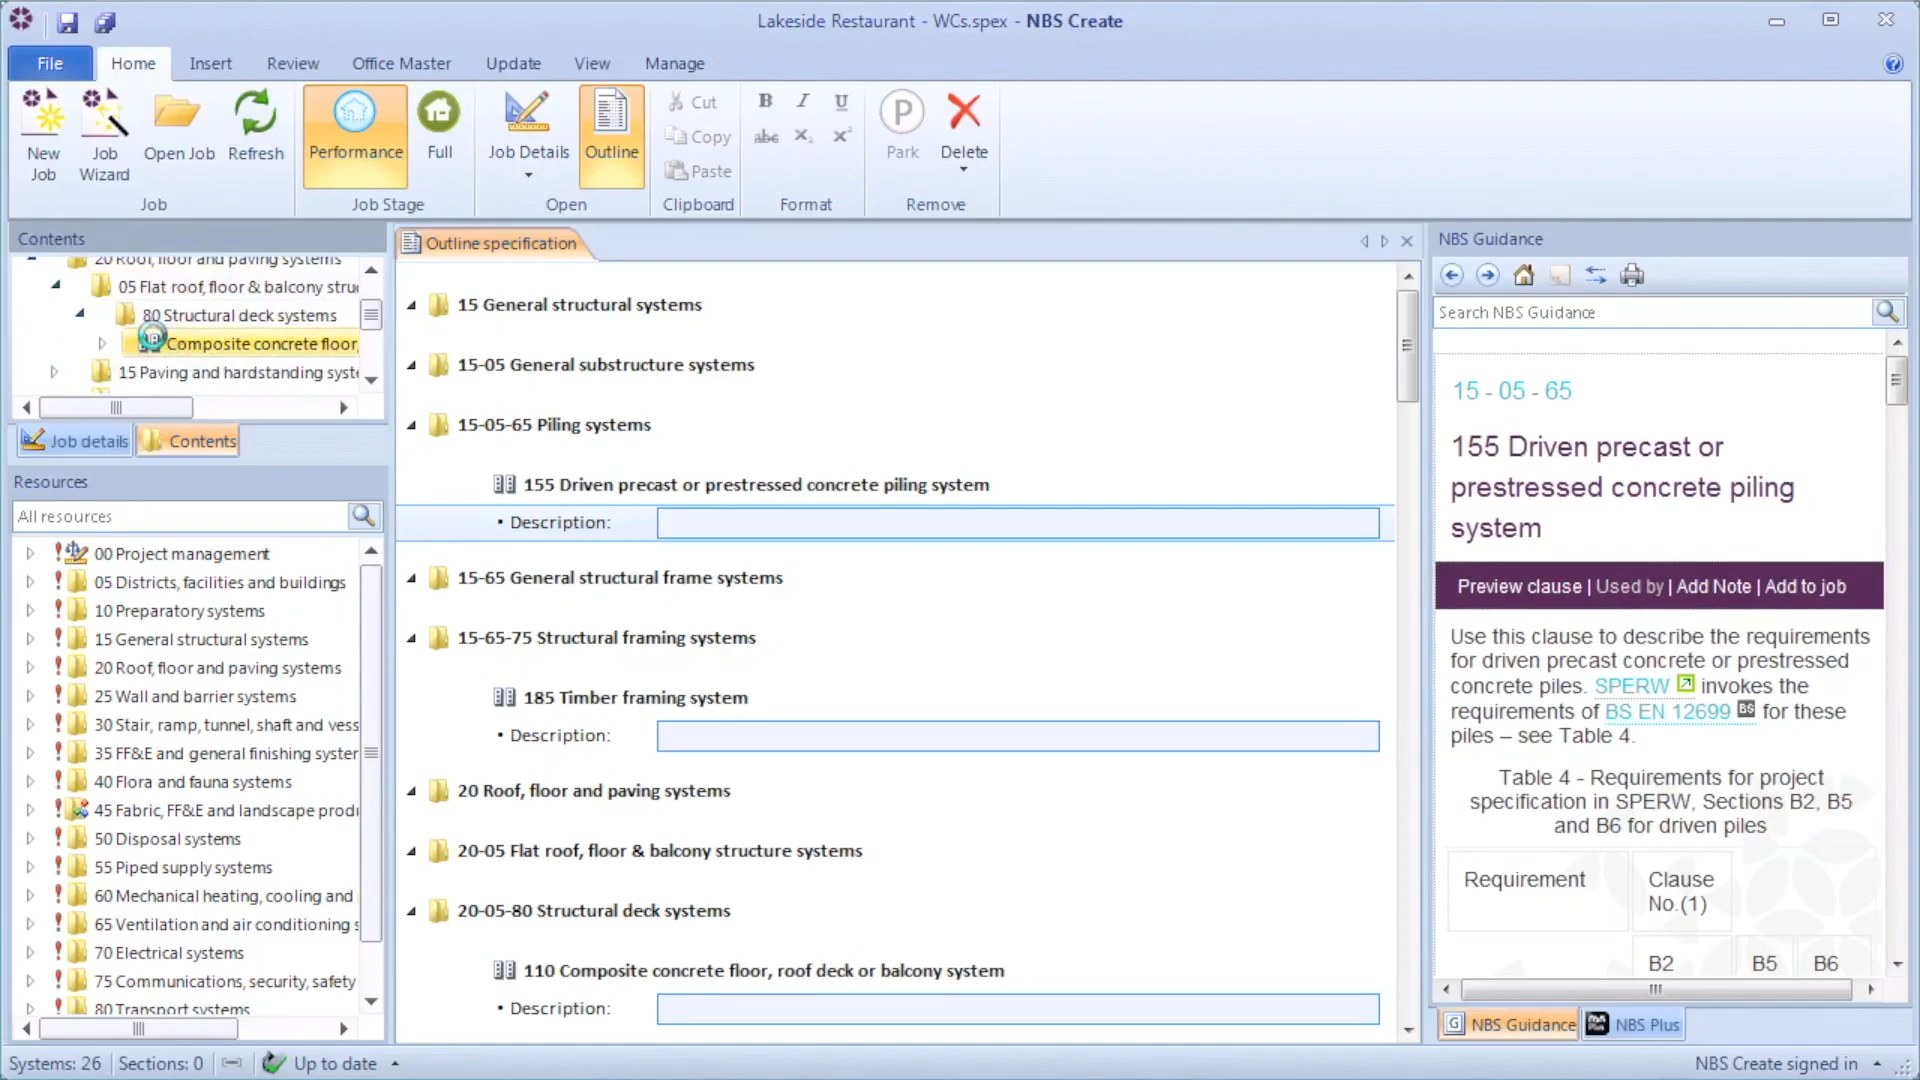 Lakeside Restaurant - WCs.spex - NBS Create
File Home Insert Review Office Master Update View Manage
New Job
Job Wizard
Open Job
Refresh
Performance
Full
Job Details
Outline
Cut
Copy
Paste
B I U
abc X₂ X²
P
Park
Delete
Job
Job Stage
Open
Clipboard
Format
Remove
Contents
20 Roof, floor and paving systems
05 Flat roof, floor & balcony stru
80 Structural deck systems
Composite concrete floor,
15 Paving and hardstanding syste
Job details
Contents
Resources
All resources
00 Project management
05 Districts, facilities and buildings
10 Preparatory systems
15 General structural systems
20 Roof, floor and paving systems
25 Wall and barrier systems
30 Stair, ramp, tunnel, shaft and vess
35 FF&E and general finishing syster
40 Flora and fauna systems
45 Fabric, FF&E and landscape produ
50 Disposal systems
55 Piped supply systems
60 Mechanical heating, cooling and
65 Ventilation and air conditioning s
70 Electrical systems
75 Communications, security, safety
80 Transport systems
Outline specification
15 General structural systems
15-05 General substructure systems
15-05-65 Piling systems
155 Driven precast or prestressed concrete piling system
• Description:
15-65 General structural frame systems
15-65-75 Structural framing systems
185 Timber framing system
• Description:
20 Roof, floor and paving systems
20-05 Flat roof, floor & balcony structure systems
20-05-80 Structural deck systems
110 Composite concrete floor, roof deck or balcony system
• Description:
NBS Guidance
Search NBS Guidance
15 - 05 - 65
155 Driven precast or
prestressed concrete piling
system
Preview clause | Used by | Add Note | Add to job
Use this clause to describe the requirements
for driven precast concrete or prestressed
concrete piles. SPERW invokes the
requirements of BS EN 12699 BS for these
piles – see Table 4.
Table 4 - Requirements for project
specification in SPERW, Sections B2, B5
and B6 for driven piles
Requirement
Clause
No.(1)
B2 B5 B6
G NBS Guidance
NBS Plus
Systems: 26 Sections: 0 Up to date
NBS Create signed in